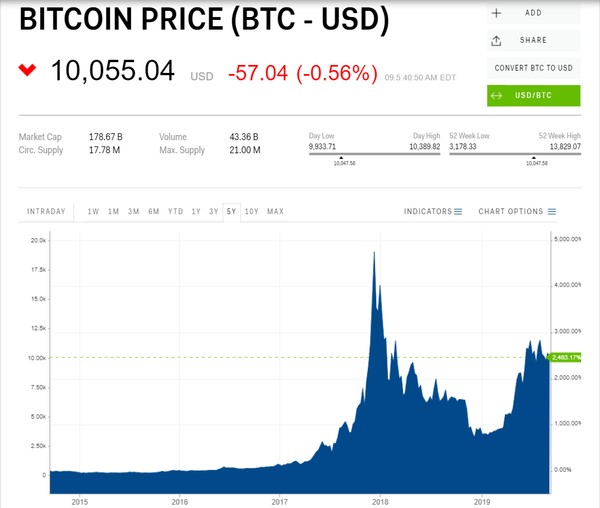 BITCOIN PRICE (BTC - USD)
ADD
SHARE
CONVERT BTC TO USD
USD/BTC
10,055.04 USD -57.04 (-0.56%) 09.5:40:50 AM EDT
Market Cap 178.67 B Volume 43.36 B
Circ. Supply 17.78 M Max. Supply 21.00 M
Day Low Day High 52 Week Low 52 Week High
9,933.71 10,389.82 3,178.33 13,829.07
10,047.58 10,047.58
INTRADAY 1W 1M 3M 6M YTD 1Y 3Y 5Y 10Y MAX INDICATORS CHART OPTIONS
20.0k 5,000.00%
17.5k
15.0k 4,000.00%
12.5k 3,000.00%
10.00k 2,463.17%
7.50k 2,000.00%
5.00k 1,000.00%
2.50k
0 0.00%
2015 2016 2017 2018 2019